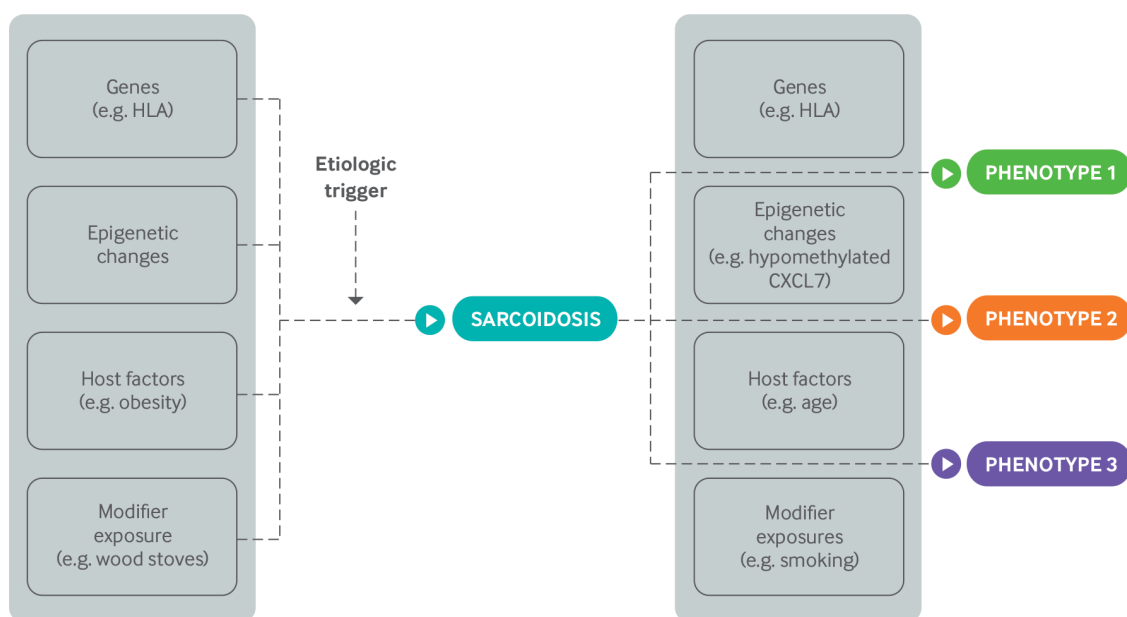 Genes
(e.g. HLA)
Epigenetic
changes
Host factors
(e.g. obesity)
Modifier
exposure
(e.g. wood stoves)
Etiologic
trigger
SARCOIDOSIS
Genes
(e.g. HLA)
Epigenetic
changes
(e.g. hypomethylated
CXCL7)
Host factors
(e.g. age)
Modifier
exposures
(e.g. smoking)
PHENOTYPE 1
PHENOTYPE 2
PHENOTYPE 3